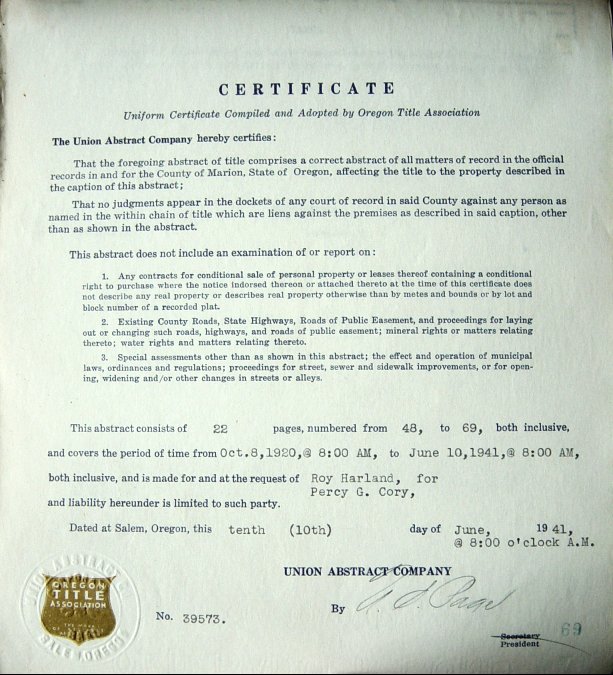 CERTIFICATE
Uniform Certificate Compiled and Adopted by Oregon Title Association
The Union Abstract Company hereby certifies:
That the foregoing abstract of title comprises a correct abstract of all matters of record in the official
records in and for the County of Marion, State of Oregon, affecting the title to the property described in
the caption of this abstract;
That no judgments appear in the dockets of any court of record in said County against any person as
named in the within chain of title which are liens against the premises as described in said caption, other
than as shown in the abstract.
This abstract does not include an examination of or report on:
1. Any contracts for conditional sale of personal property or leases thereof containing a conditional
right to purchase where the notice indorsed thereon or attached thereto at the time of this certificate does
not describe any real property or describes real property otherwise than by metes and bounds or by lot and
block number of a recorded plat.
2. Existing County Roads, State Highways, Roads of Public Easement, and proceedings for laying
out or changing such roads, highways, and roads of public easement; mineral rights or matters relating
thereto; water rights and matters relating thereto.
3. Special assessments other than as shown in this abstract; the effect and operation of municipal
laws, ordinances and regulations; proceedings for street, sewer and sidewalk improvements, or for open-
ing, widening and/or other changes in streets or alleys.
This abstract consists of 22 pages, numbered from 48, to 69, both inclusive,
and covers the period of time from Oct.8,1920,@ 8:00 AM, to June 10,1941,@ 8:00 AM,
both inclusive, and is made for and at the request of Roy Harland, for
Percy G. Cory,
and liability hereunder is limited to such party.
Dated at Salem, Oregon, this tenth (10th) day of June, 1941,
@ 8:00 o'clock A.M.
UNION ABSTRACT COMPANY
By
No. 39573.
Secretary
President
69
OREGON
TITLE
ASSOCIATION